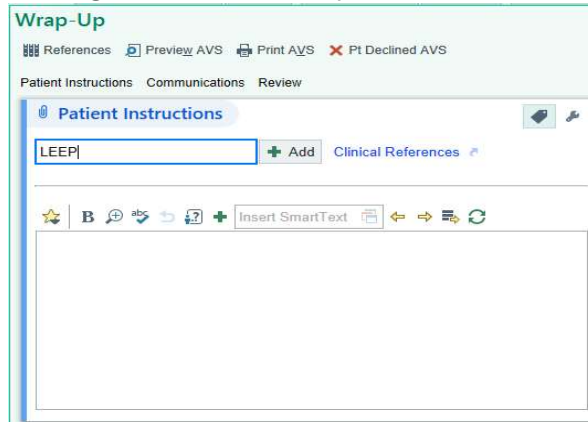 Wrap-Up
References Preview AVS Print AVS Pt Declined AVS
Patient Instructions Communications Review
Patient Instructions
LEEP Add Clinical References
B abc ? Insert SmartText